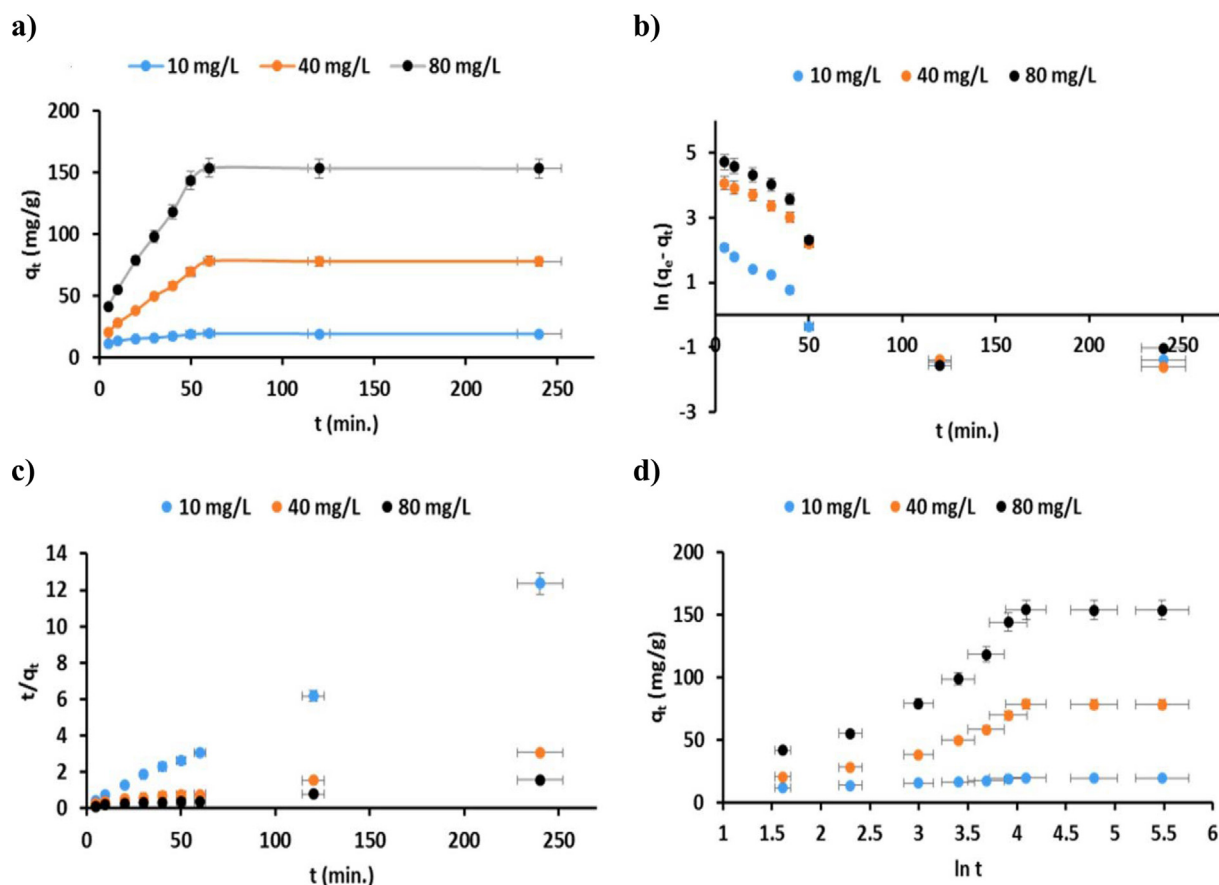 a)
10 mg/L 40 mg/L 80 mg/L
200
150
100
50
0
qt (mg/g)
0 50 100 150 200 250
t (min.)
b)
10 mg/L 40 mg/L 80 mg/L
5
3
1
-1
-3
ln (qe- qt)
0 50 100 150 200 250
t (min.)
c)
10 mg/L 40 mg/L 80 mg/L
14
12
10
8
6
4
2
0
t/qt
0 50 100 150 200 250
t (min.)
d)
10 mg/L 40 mg/L 80 mg/L
200
150
100
50
0
qt (mg/g)
1 1.5 2 2.5 3 3.5 4 4.5 5 5.5 6
ln t